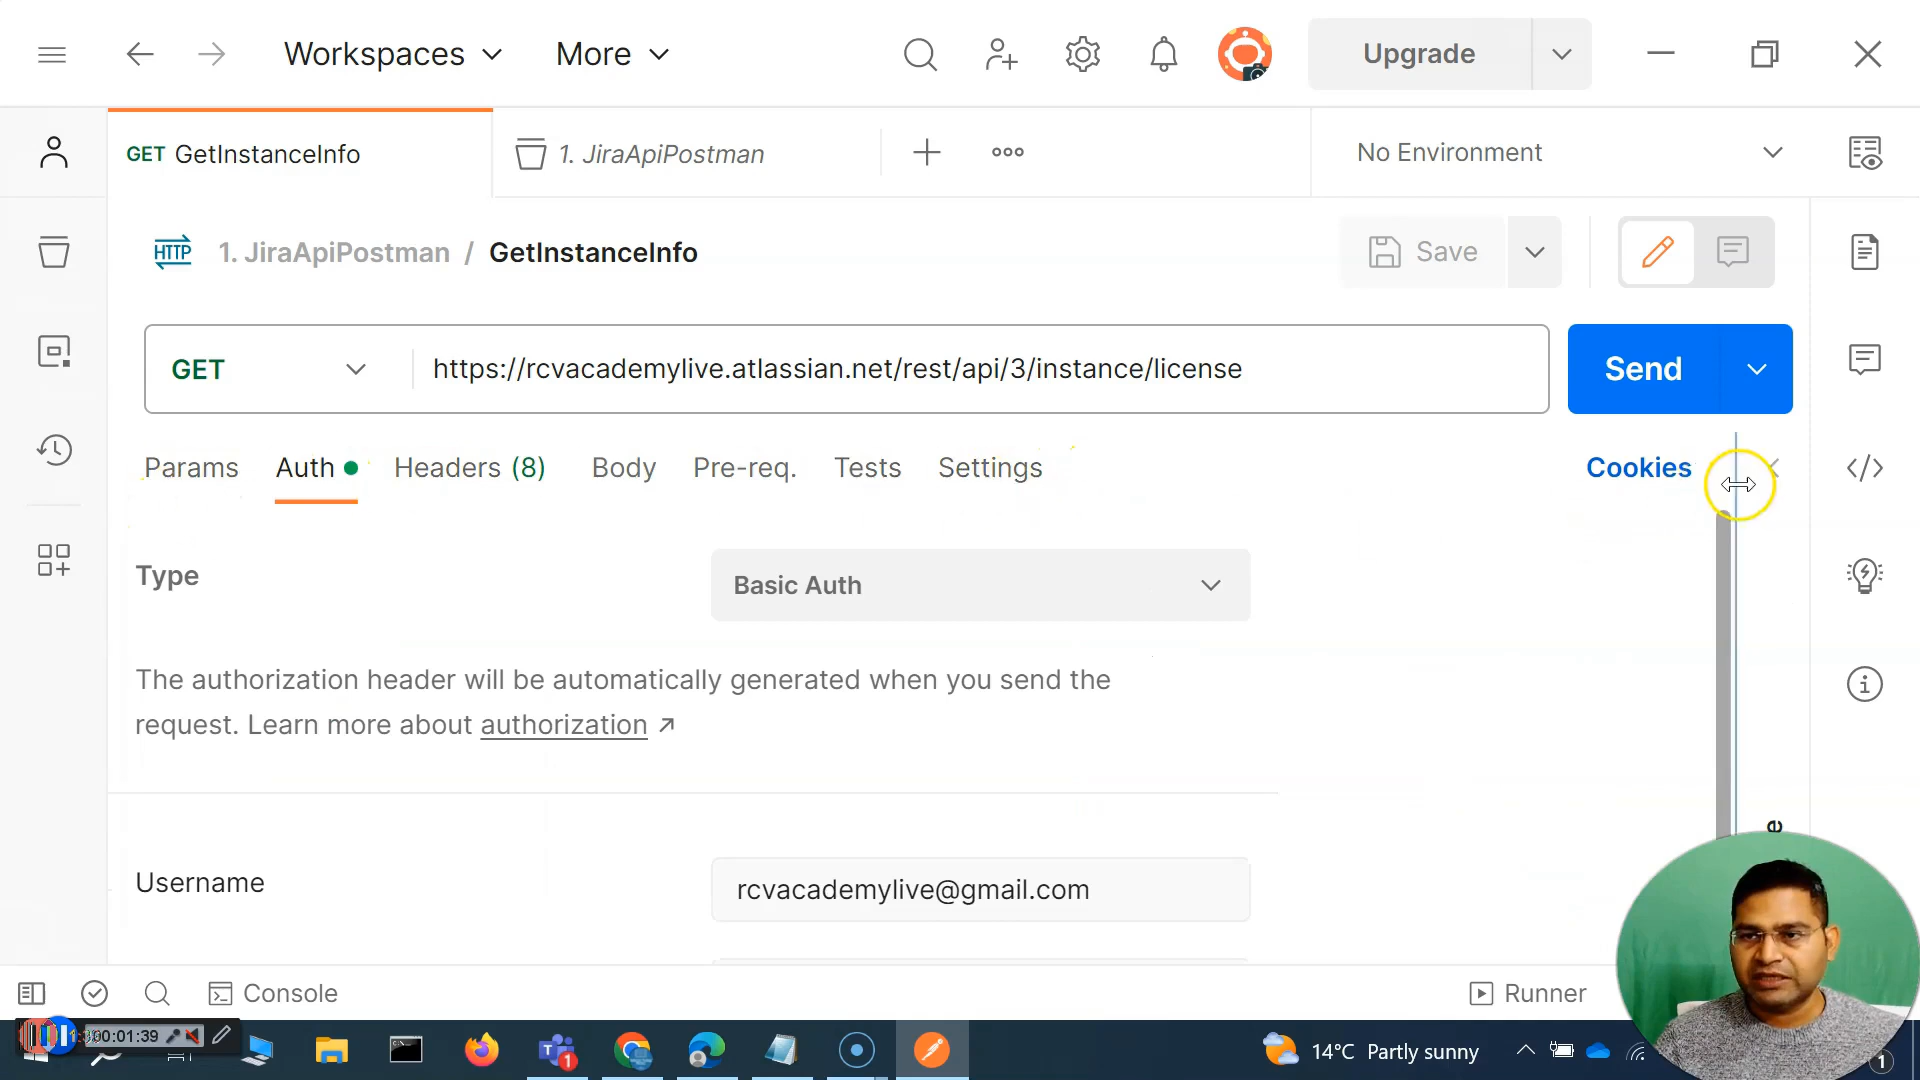 Workspaces
More
Upgrade
GET GetInstanceInfo
1. JiraApiPostman
No Environment
HTTP
1. JiraApiPostman / GetInstanceInfo
Save
GET
https://rcvacademylive.atlassian.net/rest/api/3/instance/license
Send
Params
Auth
Headers (8)
Body
Pre-req.
Tests
Settings
Cookies
Type
Basic Auth
The authorization header will be automatically generated when you send the
request. Learn more about authorization
Username
rcvacademylive@gmail.com
e
Console
Runner
00:01:39
1
14°C Partly sunny
1